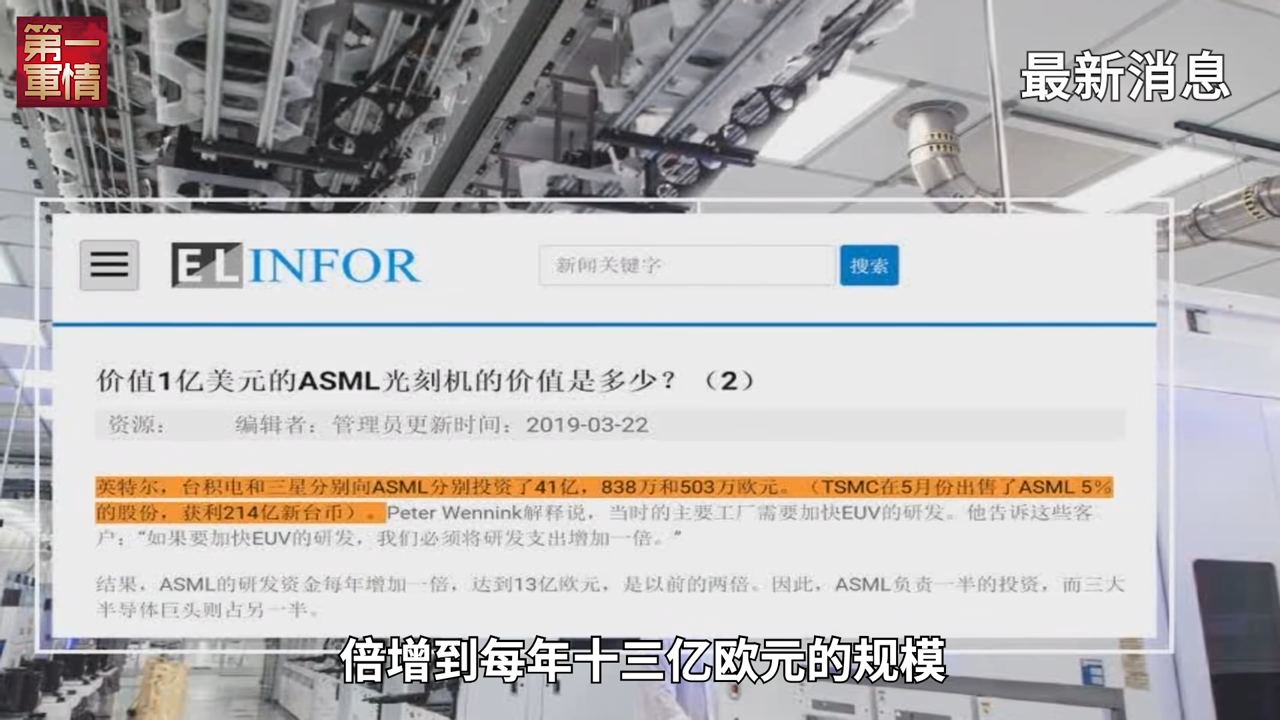 第一
軍情
最新消息
EL INFOR
新闻关键字
搜索
价值1亿美元的ASML光刻机的价值是多少？（2）
资源： 编辑者：管理员更新时间：2019-03-22
英特尔，台积电和三星分别向ASML分别投资了41亿，838万和503万欧元。（TSMC在5月份出售了ASML 5%
的股份，获利214亿新台币）。Peter Wennink解释说，当时的主要工厂需要加快EUV的研发。他告诉这些客
户：“如果要加快EUV的研发，我们必须将研发支出增加一倍。”
结果，ASML的研发资金每年增加一倍，达到13亿欧元，是以前的两倍。因此，ASML负责一半的投资，而三大
半导体巨头则占另一半。
倍增到每年十三亿欧元的规模